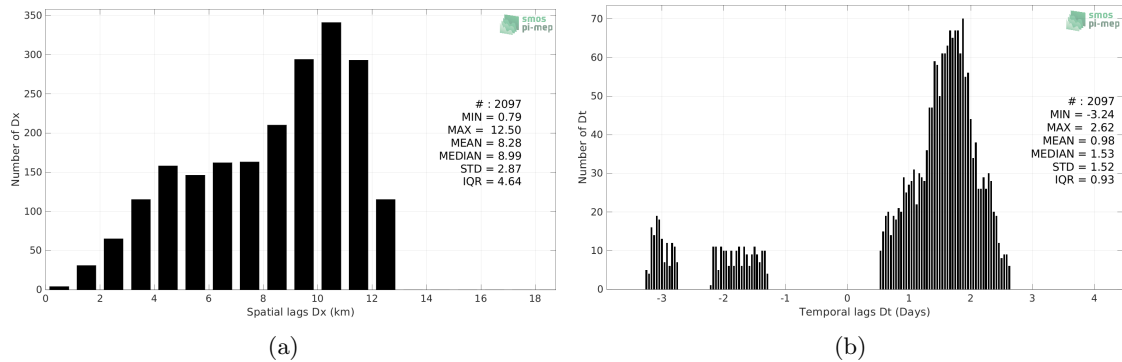 350
300
250
200
150
100
50
0
Number of Dx
0 2 4 6 8 10 12 14 16 18
Spatial lags Dx (km)
smos
pi-mep
# : 2097
MIN = 0.79
MAX = 12.50
MEAN = 8.28
MEDIAN = 8.99
STD = 2.87
IQR = 4.64
(a)
70
60
50
40
30
20
10
0
Number of Dt
-3 -2 -1 0 1 2 3 4
Temporal lags Dt (Days)
smos
pi-mep
# : 2097
MIN = -3.24
MAX = 2.62
MEAN = 0.98
MEDIAN = 1.53
STD = 1.52
IQR = 0.93
(b)